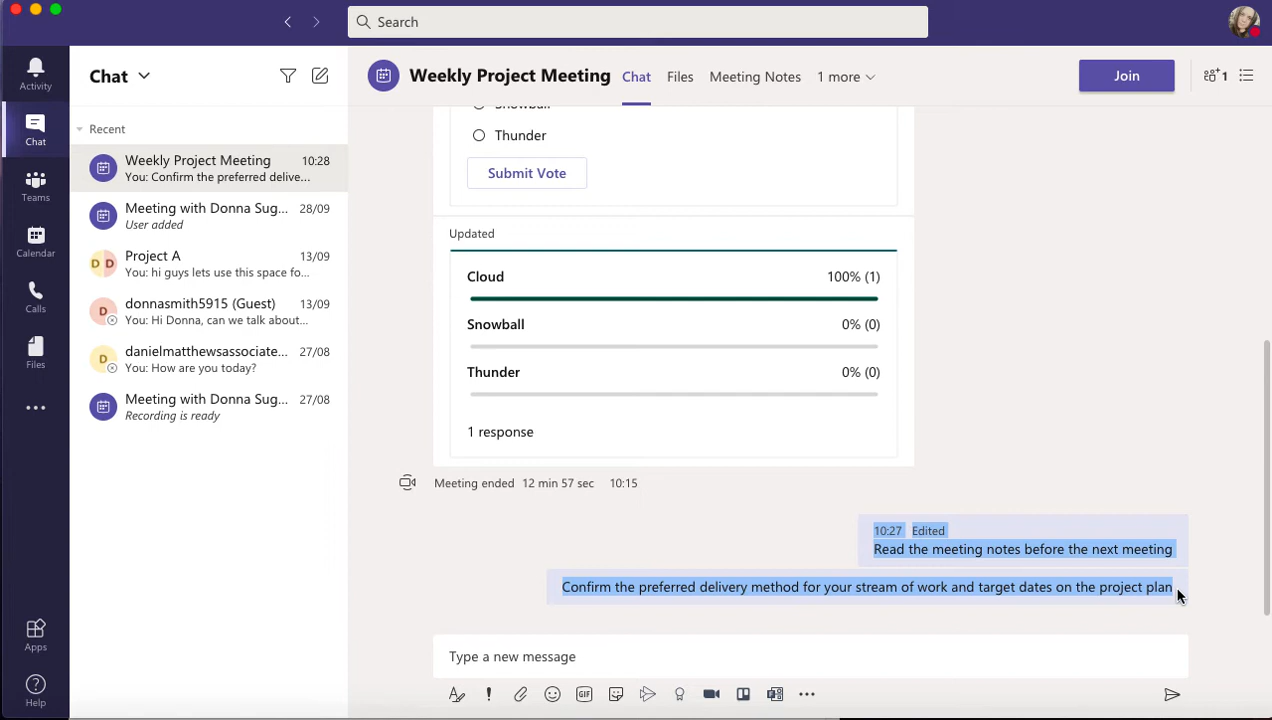 Search
Activity
Chat
Teams
Calendar
Calls
Files
Apps
Help
Chat
Recent
Weekly Project Meeting 10:28
You: Confirm the preferred delive...
Meeting with Donna Sug... 28/09
User added
D D
Project A 13/09
You: hi guys lets use this space fo...
D
donnasmith5915 (Guest) 13/09
You: Hi Donna, can we talk about...
D
danielmatthewsassociate... 27/08
You: How are you today?
Meeting with Donna Sug... 27/08
Recording is ready
Weekly Project Meeting Chat Files Meeting Notes 1 more Join 1
Snowball
Thunder
Submit Vote
Updated
Cloud 100% (1)
Snowball 0% (0)
Thunder 0% (0)
1 response
Meeting ended 12 min 57 sec 10:15
10:27 Edited
Read the meeting notes before the next meeting
Confirm the preferred delivery method for your stream of work and target dates on the project plan
Type a new message
GIF